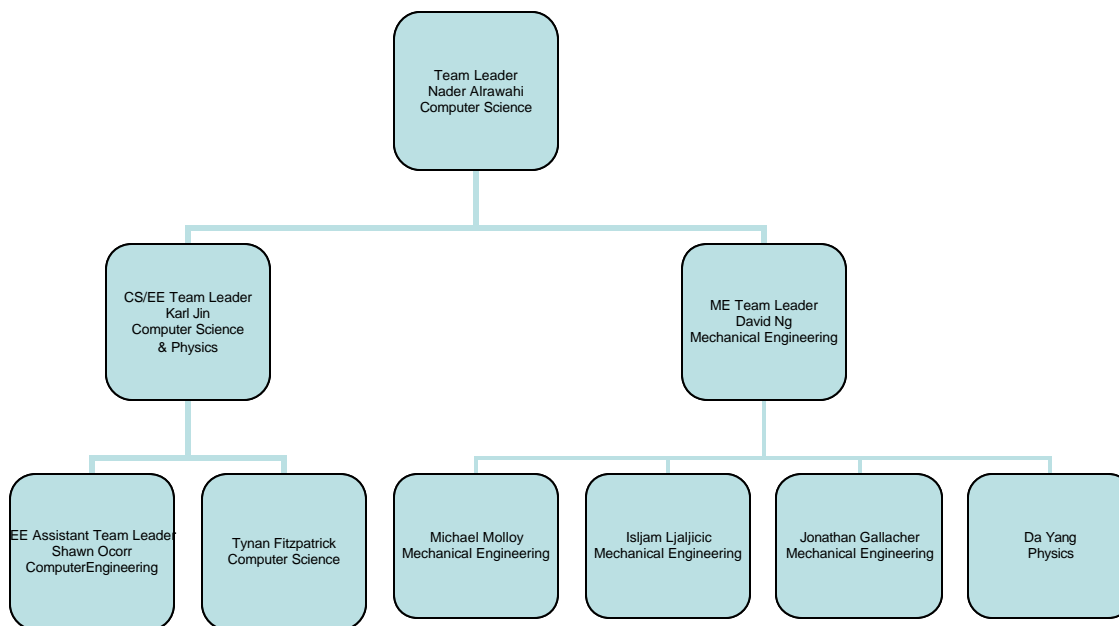 Team Leader
Nader Alrawahi
Computer Science
CS/EE Team Leader
Karl Jin
Computer Science
& Physics
ME Team Leader
David Ng
Mechanical Engineering
EE Assistant Team Leader
Shawn Ocorr
ComputerEngineering
Tynan Fitzpatrick
Computer Science
Michael Molloy
Mechanical Engineering
Isljam Ljaljicic
Mechanical Engineering
Jonathan Gallacher
Mechanical Engineering
Da Yang
Physics